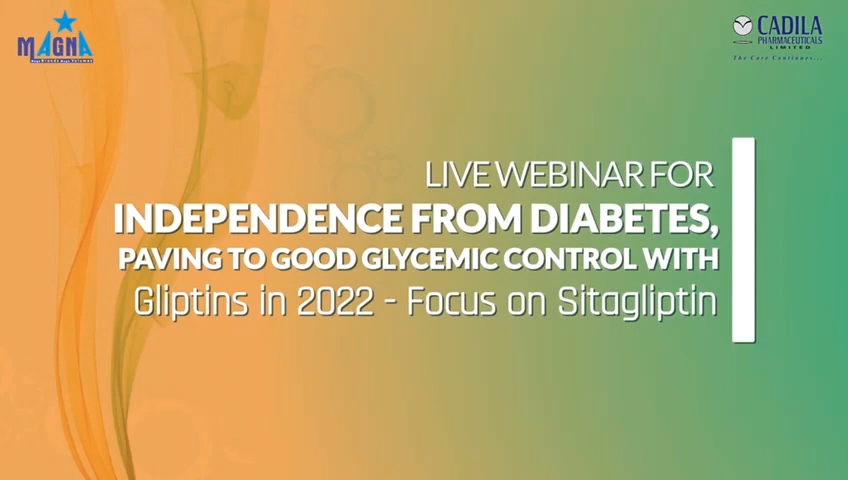 MAGNA
CADILA
PHARMACEUTICALS
LIMITED
The Care Continues...
LIVE WEBINAR FOR
INDEPENDENCE FROM DIABETES,
PAVING TO GOOD GLYCEMIC CONTROL WITH
Gliptins in 2022 - Focus on Sitagliptin